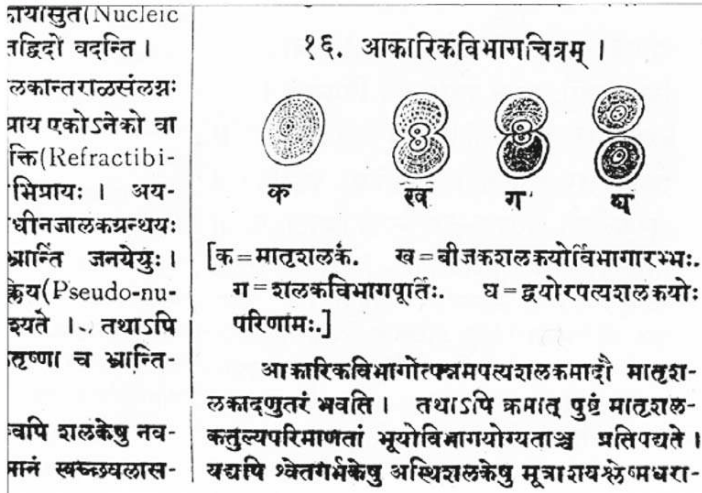 ायासुत(Nucleic
तद्विदो वदन्ति ।
लकान्तराळसंलग्नः
प्राय एकोऽनेको वा
क्ति(Refractibi-
भिप्रायः । अय-
धीनजालकग्रन्थयः
भ्रान्तिं जनयेयुः ।
(Pseudo-nu-
श्यते । तथाऽपि
तृष्णा च भ्रान्ति-
वपि शलकेषु नव-
मानं
१६. आकारिकविभागचित्रम् ।
क ख ग घ
[क=मातृशलकं. ख=बीजकशलकयोर्विभागारम्भः.
ग=शलकविभागपूर्तिः. घ=द्वयोरपत्यशलकयोः
परिणामः.]
आकारिकविभागोत्पन्नमपत्यशलकमादौ मातृश-
लकादणुतरं भवति । तथाऽपि क्रमात् पुष्टं मातृशल-
कतुल्यपरिमाणतां भूयोविभागयोग्यताञ्च प्रतिपद्यते ।
यद्यपि श्वेतगर्भकेषु अस्थिशलकेषु मूत्राशयश्लेष्मधरा-